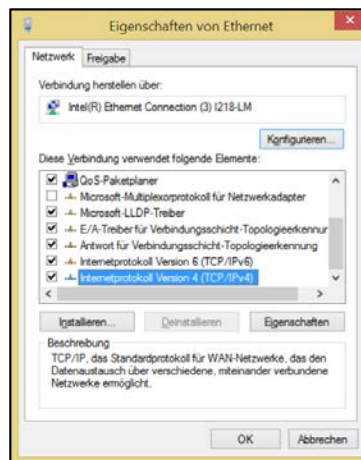 Eigenschaften von Ethernet
Netzwerk Freigabe
Verbindung herstellen über:
Intel(R) Ethernet Connection (3) I218-LM
Konfigurieren...
Diese Verbindung verwendet folgende Elemente:
QoS-Paketplaner
Microsoft-Multiplexorprotokoll für Netzwerkadapter
Microsoft-LLDP-Treiber
E/A-Treiber für Verbindungsschicht-Topologieerkennur
Antwort für Verbindungsschicht-Topologieerkennung
Internetprotokoll Version 6 (TCP/IPv6)
Internetprotokoll Version 4 (TCP/IPv4)
Installieren... Deinstallieren Eigenschaften
Beschreibung
TCP/IP, das Standardprotokoll für WAN-Netzwerke, das den
Datenaustausch über verschiedene, miteinander verbundene
Netzwerke ermöglicht.
OK Abbrechen